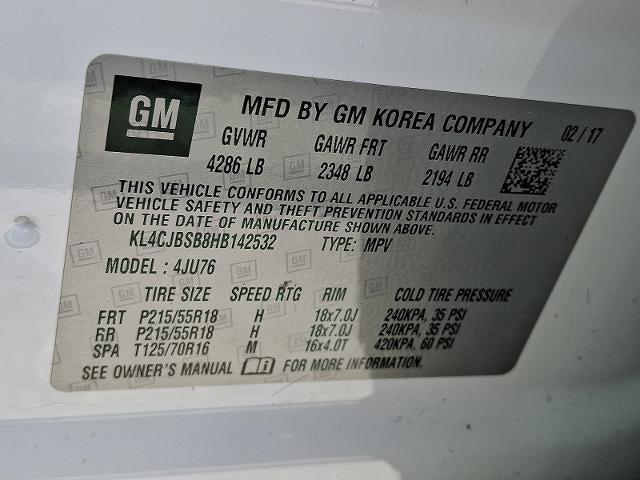 GM MFD BY GM KOREA COMPANY 02/17
GVWR GAWR FRT GAWR RR
4286 LB 2348 LB 2194 LB
THIS VEHICLE CONFORMS TO ALL APPLICABLE U.S. FEDERAL MOTOR
VEHICLE SAFETY AND THEFT PREVENTION STANDARDS IN EFFECT
ON THE DATE OF MANUFACTURE SHOWN ABOVE.
KL4CJBSB8HB142532 TYPE: MPV
MODEL : 4JU76
TIRE SIZE SPEED RTG RIM COLD TIRE PRESSURE
FRT P215/55R18 H 18x7.0J 240KPA, 35 PSI
RR P215/55R18 H 18x7.0J 240KPA, 35 PSI
SPA T125/70R16 M 16x4.0T 420KPA, 60 PSI
SEE OWNER'S MANUAL FOR MORE INFORMATION.